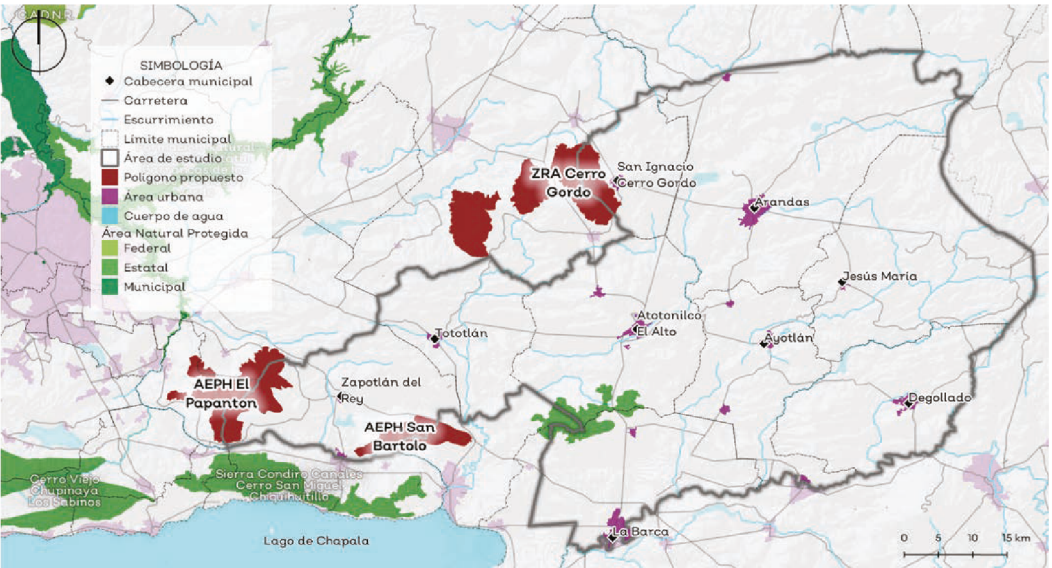 CADNR
SIMBOLOGÍA
Cabecera municipal
Carretera
Escurrimiento
Límite municipal
Área de estudio
Polígono propuesto
Área urbana
Cuerpo de agua
Área Natural Protegida
Federal
Estatal
Municipal
ZRA Cerro
Gordo
San Ignacio
Cerro Gordo
Arandas
Jesús María
Atotonilco
El Alto
Ayotlán
Tototlán
AEPH El
Papanton
Zapotlán del
Rey
AEPH San
Bartolo
Degollado
Cerro Viejo
Chupinaya
Los Sabinos
Sierra Cóndiro Canales
Cerro San Miguel
Chiquihuitillo
Lago de Chapala
La Barca
0 5 10 15 km